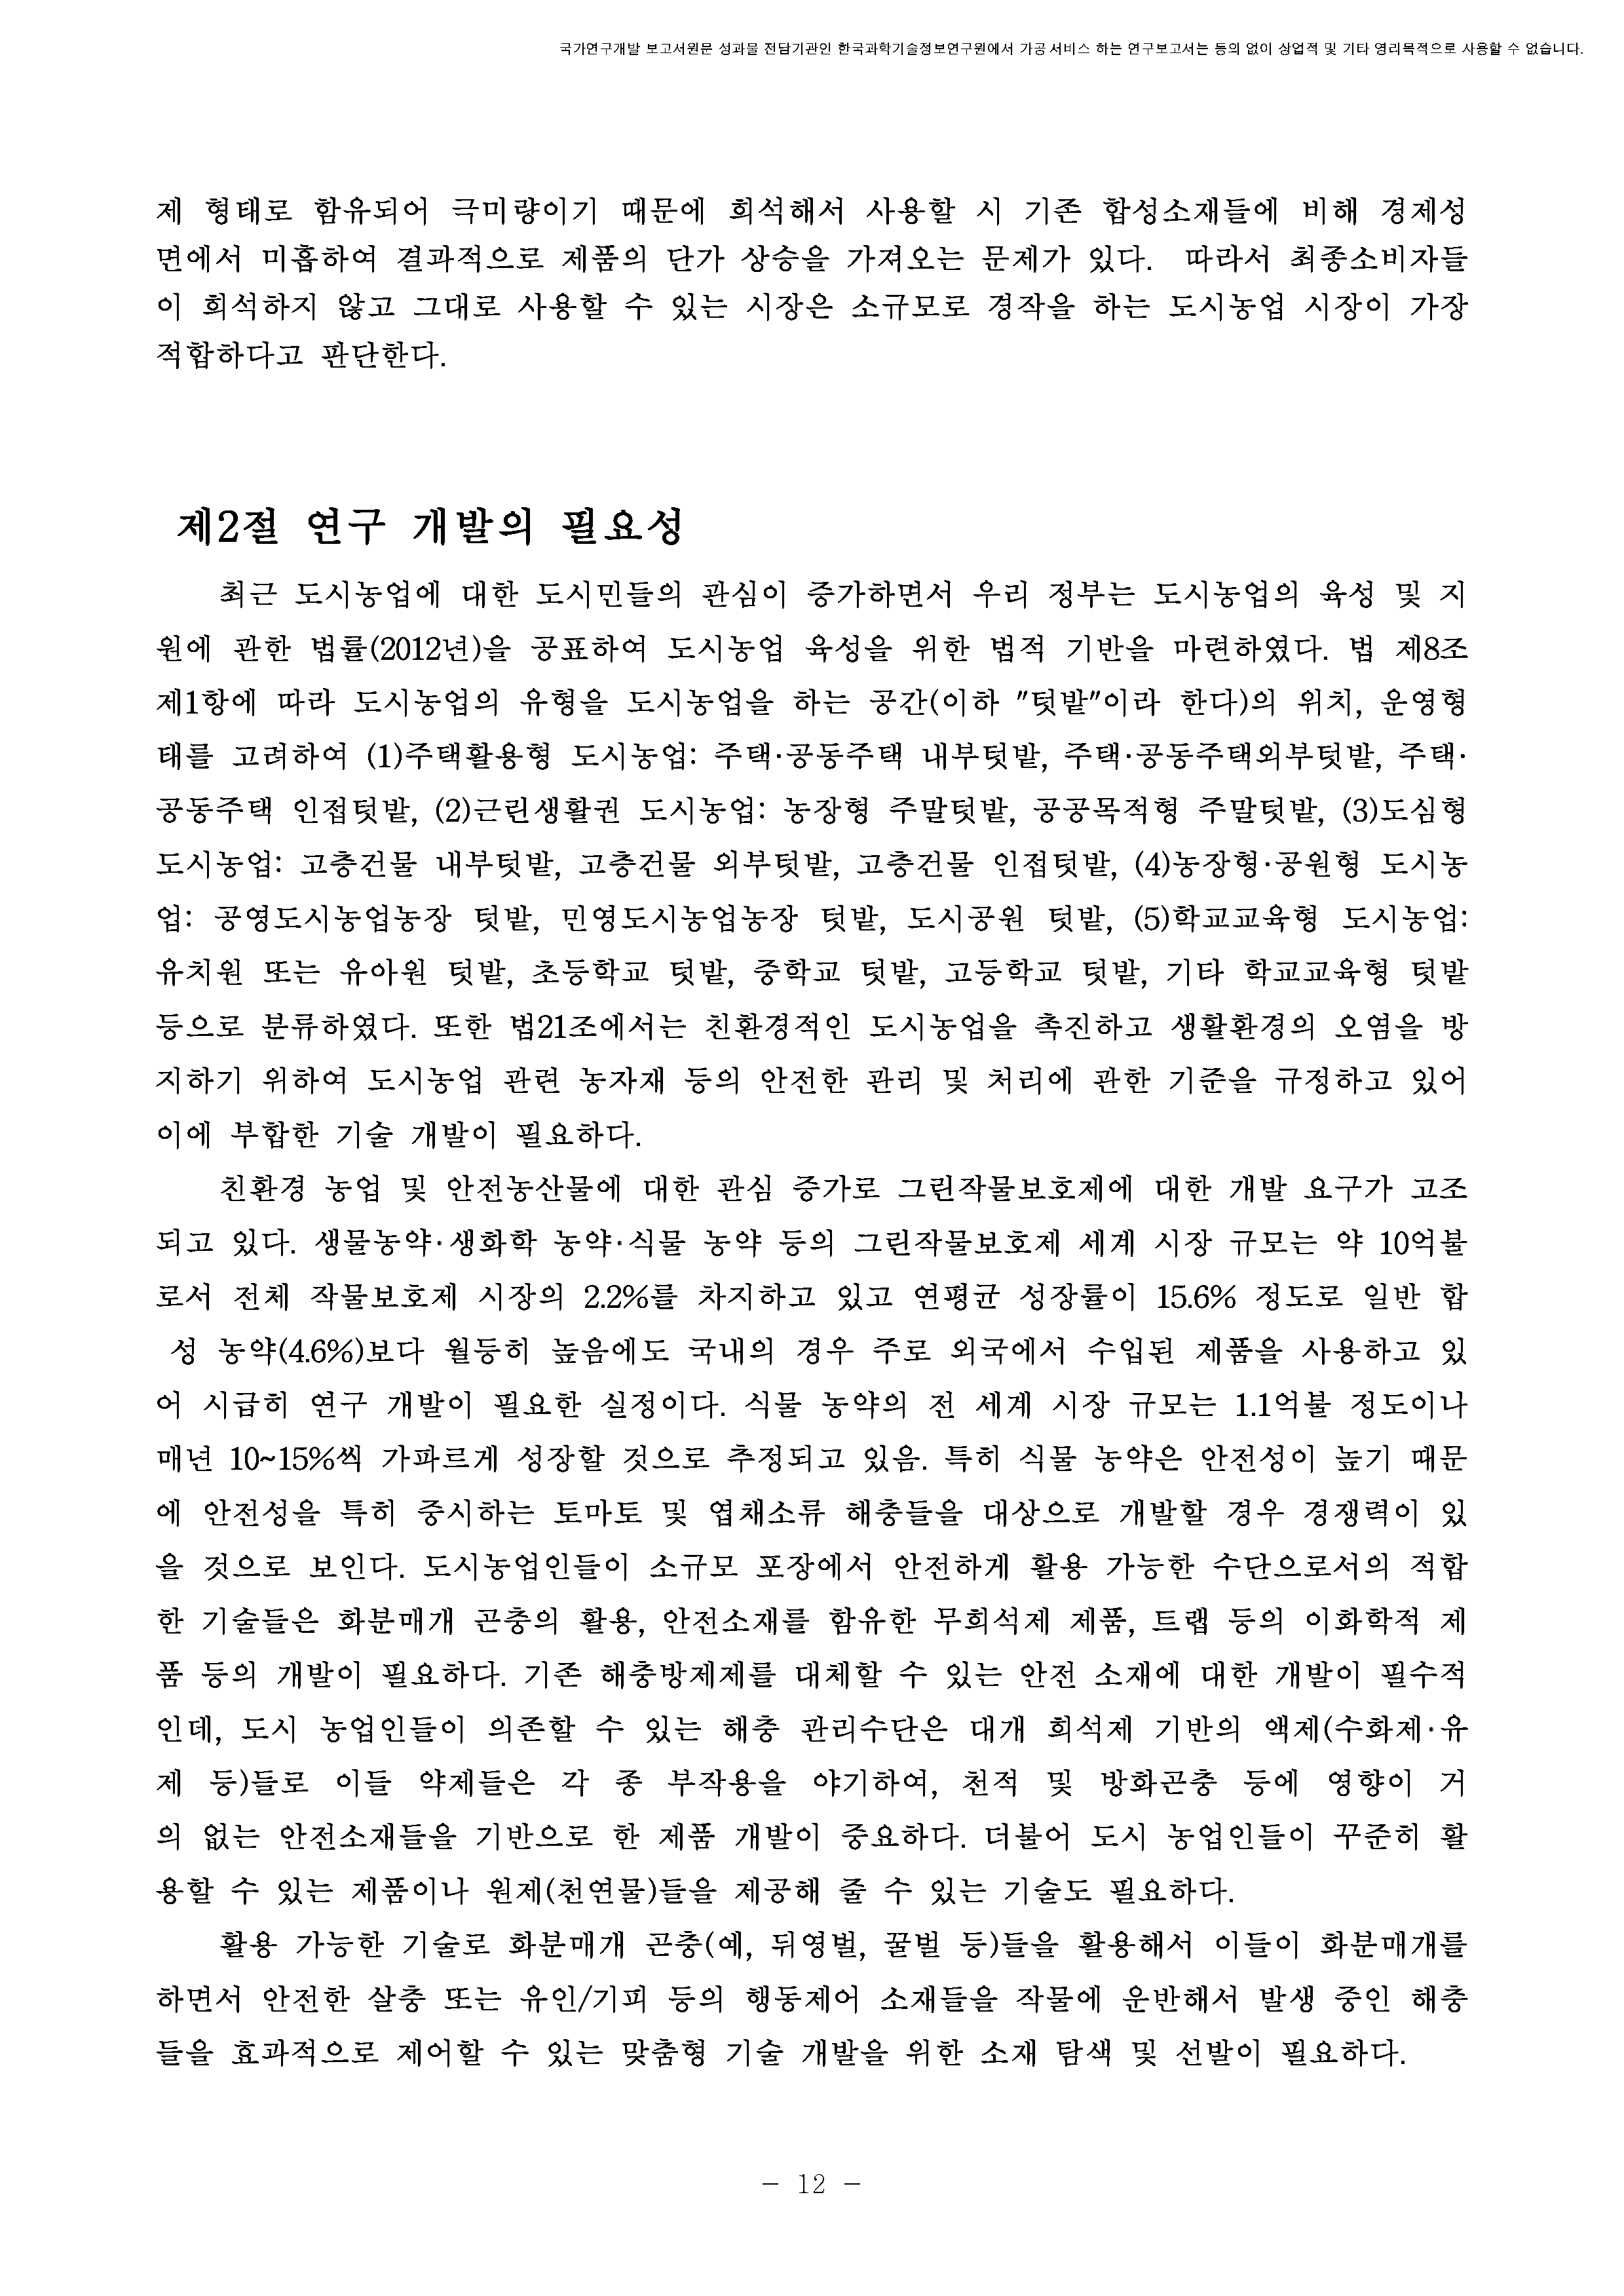 국가연구개발 보고서원문 성과물 전담기관인 한국과학기술정보연구원에서 가공·서비스 하는 연구보고서는 동의 없이 상업적 및 기타 영리목적으로 사용할 수 없습니다.
제 형태로 함유되어 극미량이기 때문에 희석해서 사용할 시 기존 합성소재들에 비해 경제성
면에서 미흡하여 결과적으로 제품의 단가 상승을 가져오는 문제가 있다. 따라서 최종소비자들
이 희석하지 않고 그대로 사용할 수 있는 시장은 소규모로 경작을 하는 도시농업 시장이 가장
적합하다고 판단한다.
제2절 연구 개발의 필요성
최근 도시농업에 대한 도시민들의 관심이 증가하면서 우리 정부는 도시농업의 육성 및 지
원에 관한 법률(2012년)을 공표하여 도시농업 육성을 위한 법적 기반을 마련하였다. 법 제8조
제1항에 따라 도시농업의 유형을 도시농업을 하는 공간(이하 "텃밭"이라 한다)의 위치, 운영형
태를 고려하여 (1)주택활용형 도시농업: 주택·공동주택 내부텃밭, 주택·공동주택외부텃밭, 주택·
공동주택 인접텃밭, (2)근린생활권 도시농업: 농장형 주말텃밭, 공공목적형 주말텃밭, (3)도심형
도시농업: 고층건물 내부텃밭, 고층건물 외부텃밭, 고층건물 인접텃밭, (4)농장형·공원형 도시농
업: 공영도시농업농장 텃밭, 민영도시농업농장 텃밭, 도시공원 텃밭, (5)학교교육형 도시농업:
유치원 또는 유아원 텃밭, 초등학교 텃밭, 중학교 텃밭, 고등학교 텃밭, 기타 학교교육형 텃밭
등으로 분류하였다. 또한 법21조에서는 친환경적인 도시농업을 촉진하고 생활환경의 오염을 방
지하기 위하여 도시농업 관련 농자재 등의 안전한 관리 및 처리에 관한 기준을 규정하고 있어
이에 부합한 기술 개발이 필요하다.
친환경 농업 및 안전농산물에 대한 관심 증가로 그린작물보호제에 대한 개발 요구가 고조
되고 있다. 생물농약·생화학 농약·식물 농약 등의 그린작물보호제 세계 시장 규모는 약 10억불
로서 전체 작물보호제 시장의 2.2%를 차지하고 있고 연평균 성장률이 15.6% 정도로 일반 합
성 농약(4.6%)보다 월등히 높음에도 국내의 경우 주로 외국에서 수입된 제품을 사용하고 있
어 시급히 연구 개발이 필요한 실정이다. 식물 농약의 전 세계 시장 규모는 1.1억불 정도이나
매년 10~15%씩 가파르게 성장할 것으로 추정되고 있음. 특히 식물 농약은 안전성이 높기 때문
에 안전성을 특히 중시하는 토마토 및 엽채소류 해충들을 대상으로 개발할 경우 경쟁력이 있
을 것으로 보인다. 도시농업인들이 소규모 포장에서 안전하게 활용 가능한 수단으로서의 적합
한 기술들은 화분매개 곤충의 활용, 안전소재를 함유한 무희석제 제품, 트랩 등의 이화학적 제
품 등의 개발이 필요하다. 기존 해충방제제를 대체할 수 있는 안전 소재에 대한 개발이 필수적
인데, 도시 농업인들이 의존할 수 있는 해충 관리수단은 대개 희석제 기반의 액제(수화제·유
제 등)들로 이들 약제들은 각 종 부작용을 야기하여, 천적 및 방화곤충 등에 영향이 거
의 없는 안전소재들을 기반으로 한 제품 개발이 중요하다. 더불어 도시 농업인들이 꾸준히 활
용할 수 있는 제품이나 원제(천연물)들을 제공해 줄 수 있는 기술도 필요하다.
활용 가능한 기술로 화분매개 곤충(예, 뒤영벌, 꿀벌 등)들을 활용해서 이들이 화분매개를
하면서 안전한 살충 또는 유인/기피 등의 행동제어 소재들을 작물에 운반해서 발생 중인 해충
들을 효과적으로 제어할 수 있는 맞춤형 기술 개발을 위한 소재 탐색 및 선발이 필요하다.
- 12 -